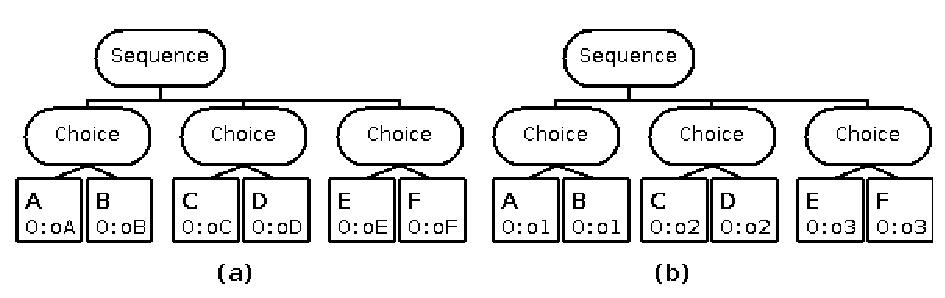 Sequence Sequence
Choice Choice Choice Choice Choice Choice
A B C D E F A B C D E F
O:oA O:oB O:oC O:oD O:oE O:oF O:o1 O:o1 O:o2 O:o2 O:o3 O:o3
(a) (b)